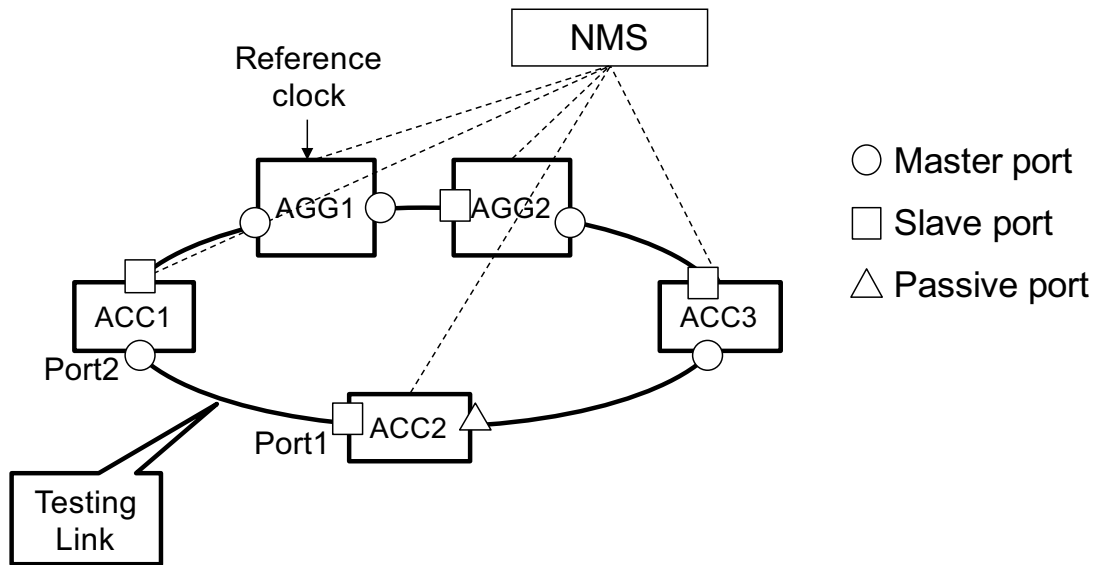 NMS
Reference
clock
AGG1
AGG2
Master port
Slave port
Passive port
ACC1
ACC3
Port2
Port1
ACC2
Testing
Link